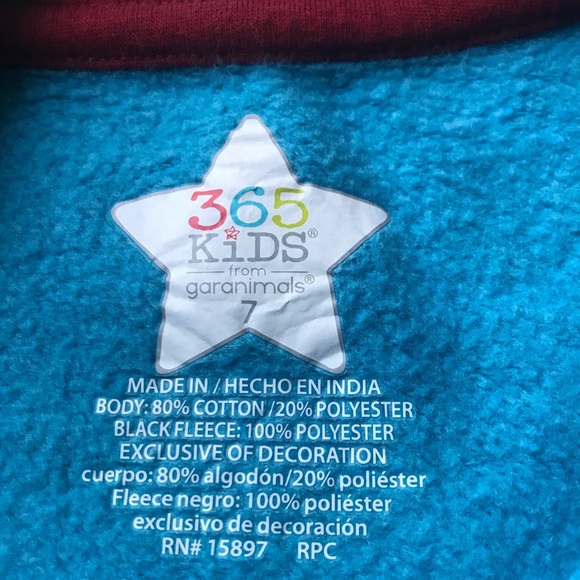 365
KiDS®
from
garanimals®
7
MADE IN / HECHO EN INDIA
BODY: 80% COTTON /20% POLYESTER
BLACK FLEECE: 100% POLYESTER
EXCLUSIVE OF DECORATION
cuerpo: 80% algodón/20% poliéster
Fleece negro: 100% poliéster
exclusivo de decoración
RN# 15897 RPC